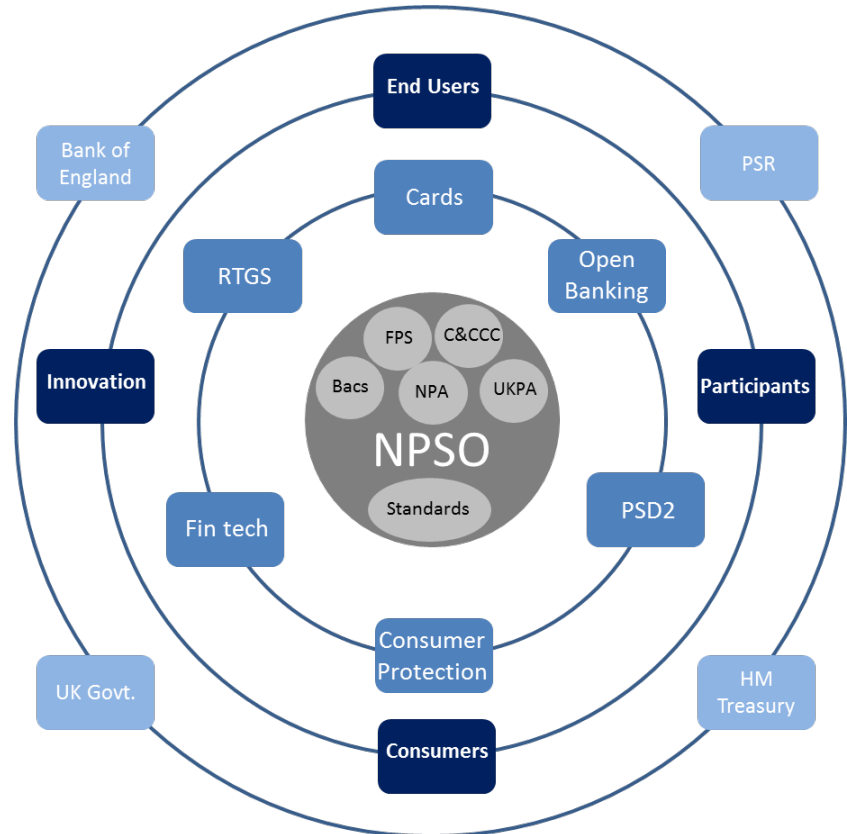 End Users
Bank of
England
PSR
Cards
RTGS
Open
Banking
FPS
C&CCC
Bacs
NPA
UKPA
Innovation
Participants
NPSO
Standards
Fin tech
PSD2
Consumer
Protection
UK Govt.
HM
Treasury
Consumers